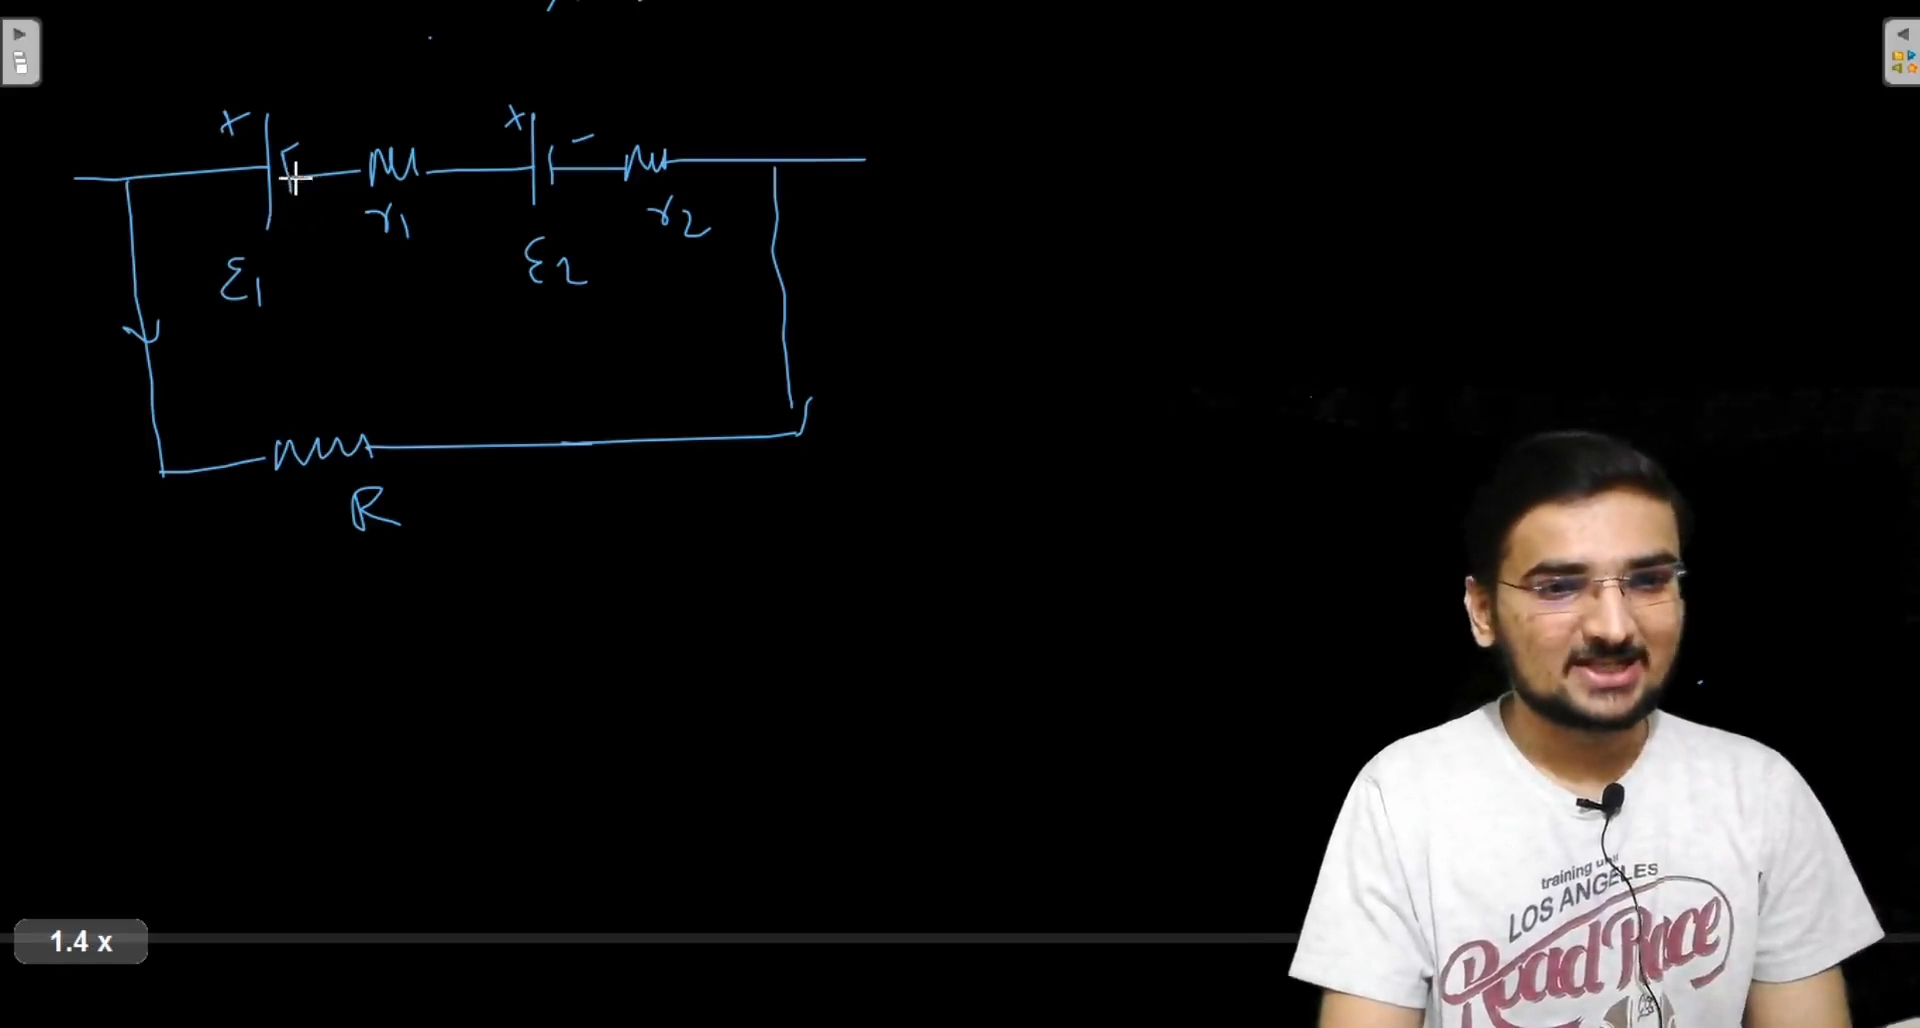 + + -
r1 r2
ε1 ε2
R
1.4 x
training unit
LOS ANGELES
Road Race